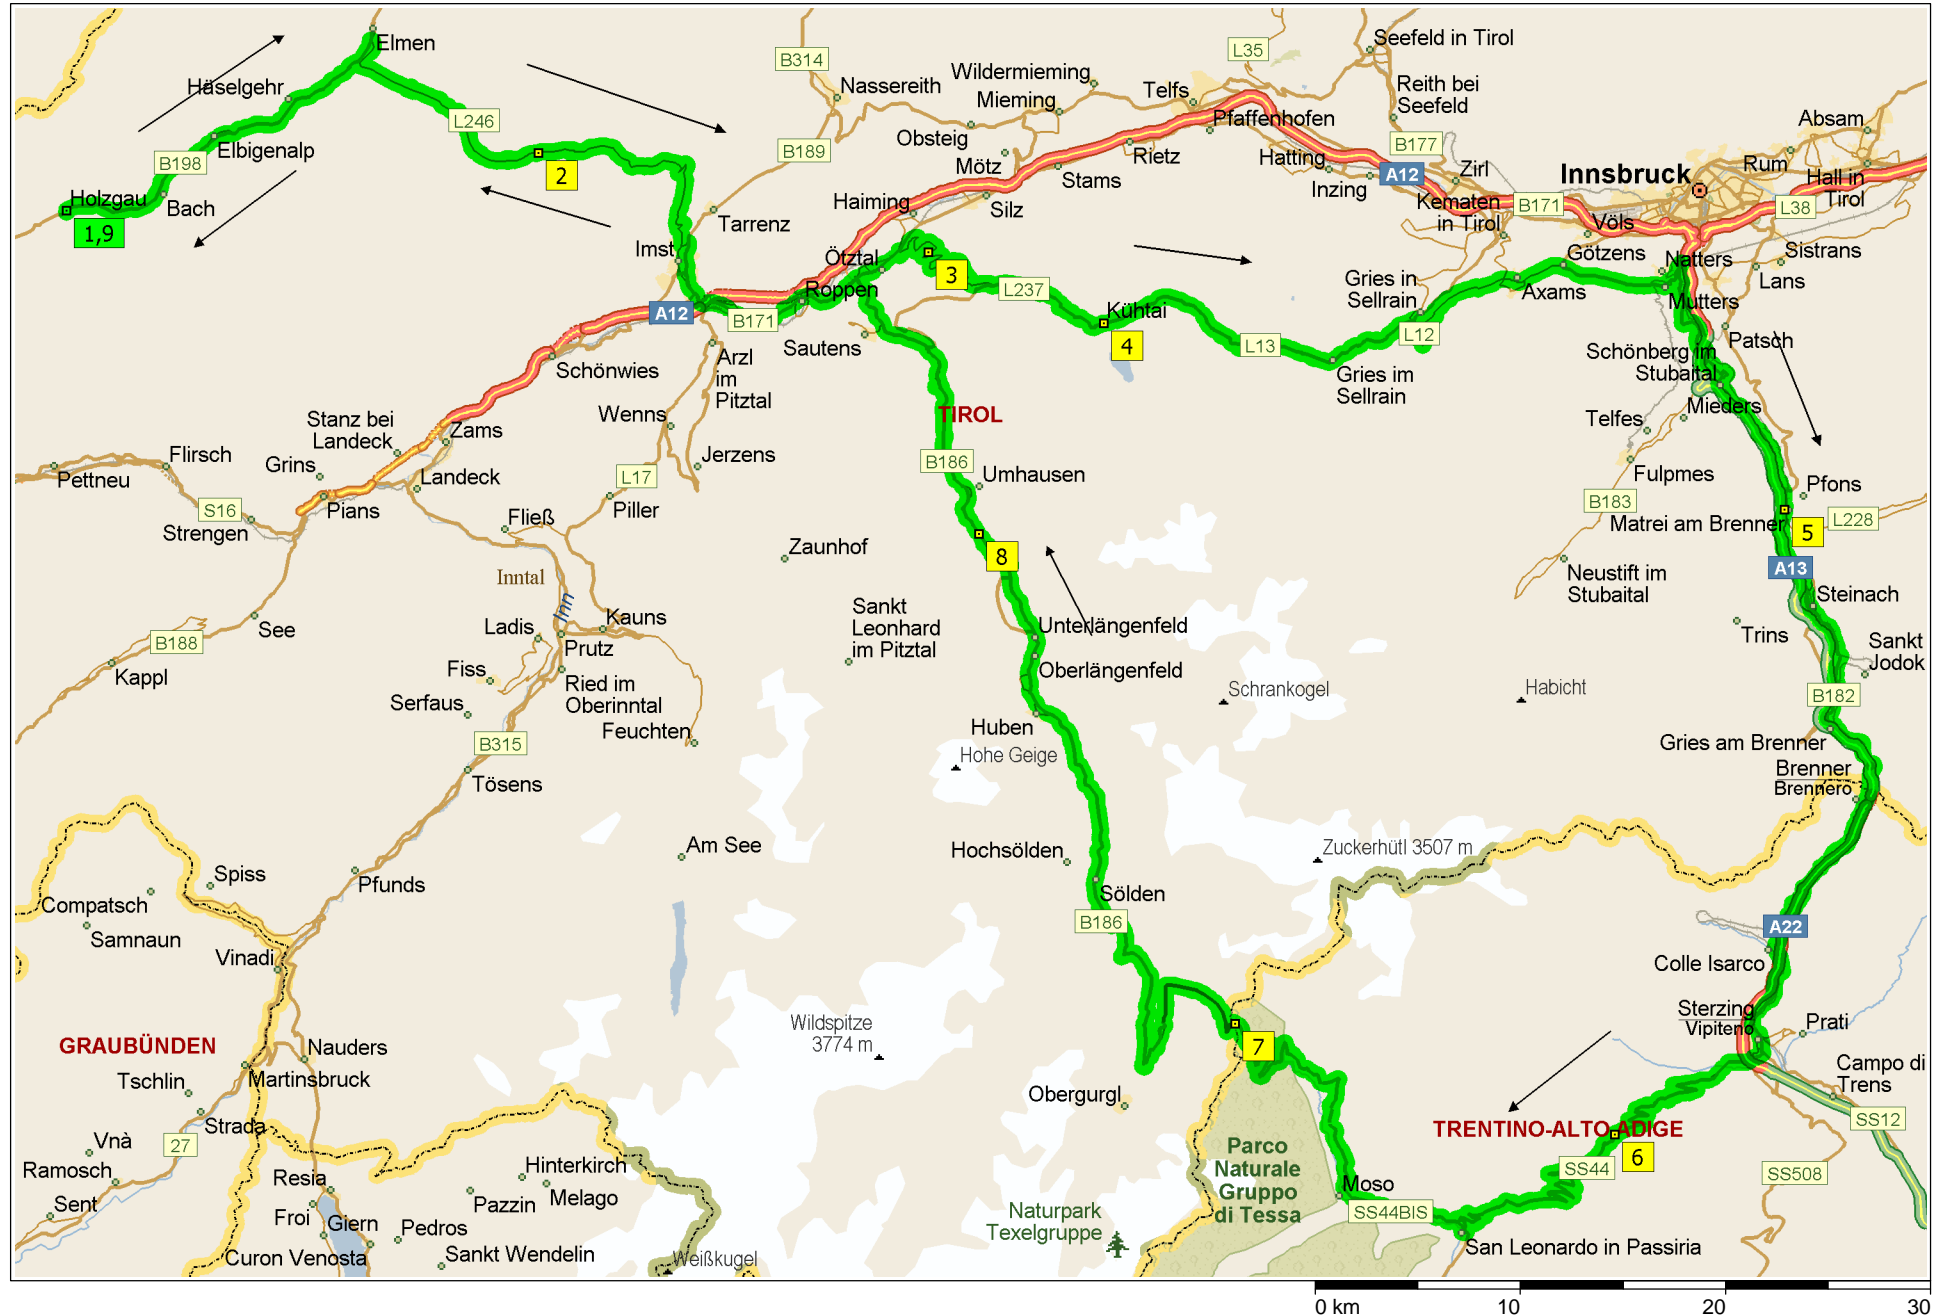 Elmen
Häselgehr
L246
Elbigenalp
B198
Holzgau
1,9
Bach
2
B314
Nassereith
Wildermieming
Mieming
Telfs
L35
Seefeld in Tirol
Reith bei
Seefeld
Pfaffenhofen
Obsteig
B189
Mötz
Rietz
Stams
Silz
Haiming
Hatting
Inzing
A12
B177
Zirl
Kematen
in Tirol
B171
Innsbruck
Völs
Götzens
Natters
Mutters
Absam
Rum
Hall in
Tirol
L38
Sistrans
Lans
Patsch
Tarrenz
Imst
Ötztal
Roppen
3
L237
Kühtai
4
L13
L12
Gries in
Sellrain
Gries im
Sellrain
Axams
Schönberg im
Stubaital
Mieders
Telfes
Fulpmes
B183
Pfons
Matrei am Brenner
5
L228
A13
Neustift im
Stubaital
Steinach
Trins
Sankt
Jodok
B182
Gries am Brenner
Brenner
Brennero
A12
B171
Sautens
Arzl
im
Pitztal
Schönwies
Wenns
Jerzens
L17
Piller
Stanz bei
Landeck
Zams
Grins
Flirsch
Pettneu
Landeck
S16
Pians
Strengen
Fließ
Zaunhof
TIROL
B186
Umhausen
8
Inntal
Inn
See
Ladis
Kauns
B188
Prutz
Kappl
Fiss
Ried im
Oberinntal
Serfaus
Feuchten
B315
Tösens
Sankt
Leonhard
im Pitztal
Unterlängenfeld
Oberlängenfeld
Huben
Hohe Geige
Schrankogel
Habicht
Am See
Hochsölden
Sölden
B186
Zuckerhütl 3507 m
Spiss
Pfunds
Compatsch
Samnaun
Vinadi
A22
Colle Isarco
Sterzing
Vipiteno
Prati
Campo di
Trens
SS12
GRAUBÜNDEN
Nauders
Tschlin
Martinsbruck
Strada
Wildspitze
3774 m
7
Obergurgl
Parco
Naturale
Gruppo
di Tessa
Naturpark
Texelgruppe
TRENTINO-ALTO ADIGE
6
SS44
SS508
Moso
SS44BIS
San Leonardo in Passiria
27
Vnà
Ramosch
Sent
Resia
Froi
Giern
Curon Venosta
Pedros
Pazzin
Hinterkirch
Melago
Sankt Wendelin
Weißkugel
0 km
10
20
30